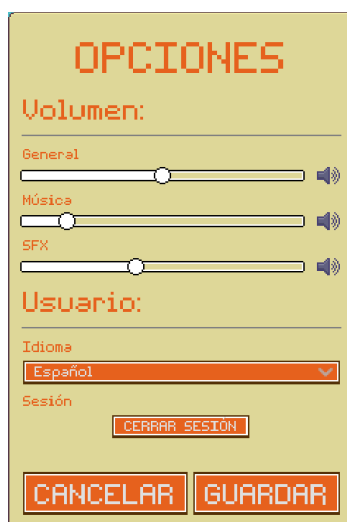 OPCIONES
Volumen:
General
Música
SFX
Usuario:
Idioma
Español
Sesión
CERRAR SESIÓN
CANCELAR GUARDAR